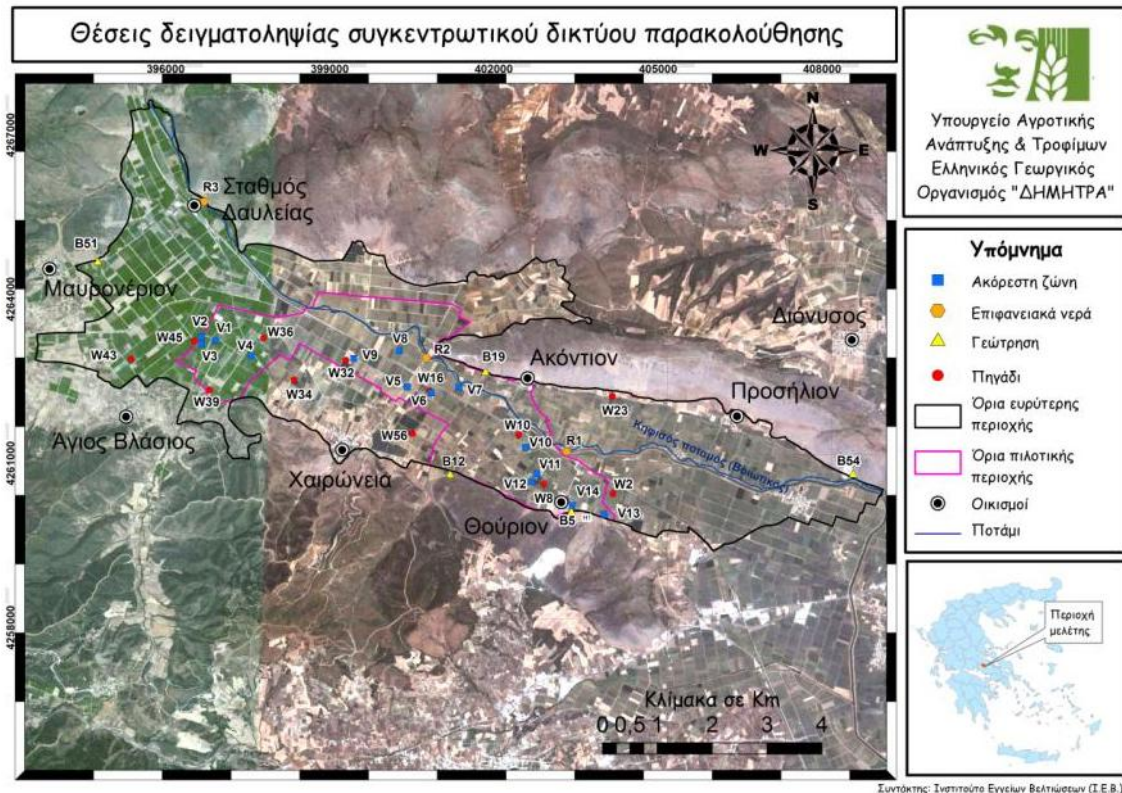 Θέσεις δειγματοληψίας συγκεντρωτικού δικτύου παρακολούθησης
396000 399000 402000 405000 408000
4267000
4264000
4261000
4258000
N
W E
S
R3
Σταθμός
Δαυλείας
B51
Μαυρονέριον
V2
V1
W36
W45
V3
V4
W43
W39
W34
V8
V9
R2
W32
B19
Ακόντιον
Διόνυσος
V5
W16
V7
V6
W23
Προσήλιον
Άγιος Βλάσιος
W56
W10
V10
R1
Κηφισός ποταμός (Βοιωτικός)
Χαιρώνεια
B12
V11
V12
B54
W8
V14
W2
V13
Θούριον
B5
Κλίμακα σε Km
0 0,5 1 2 3 4
Υπουργείο Αγροτικής
Ανάπτυξης & Τροφίμων
Ελληνικός Γεωργικός
Οργανισμός "ΔΗΜΗΤΡΑ"
Υπόμνημα
Ακόρεστη ζώνη
Επιφανειακά νερά
Γεώτρηση
Πηγάδι
Όρια ευρύτερης
περιοχής
Όρια πιλοτικής
περιοχής
Οικισμοί
Ποτάμι
Περιοχή
μελέτης
Συντάκτης: Ινστιτούτο Εγγείων Βελτιώσεων (Ι.Ε.Β.)